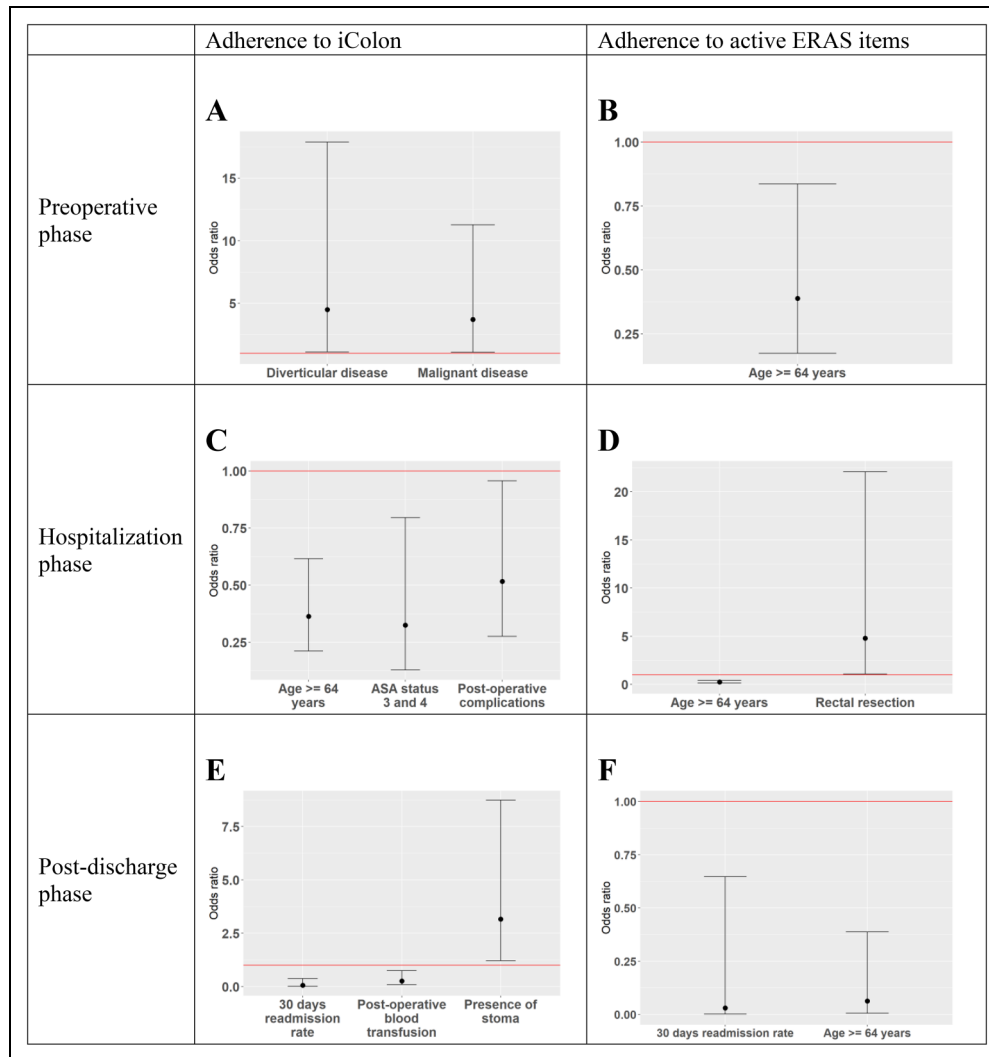 Adherence to iColon
Adherence to active ERAS items
Preoperative
phase
A
Odds ratio
15
10
5
Diverticular disease
Malignant disease
B
Odds ratio
1.00
0.75
0.50
0.25
Age >= 64 years
Hospitalization
phase
C
Odds ratio
1.00
0.75
0.50
0.25
Age >= 64
years
ASA status
3 and 4
Post-operative
complications
D
Odds ratio
20
15
10
5
0
Age >= 64 years
Rectal resection
Post-discharge
phase
E
Odds ratio
7.5
5.0
2.5
0.0
30 days
readmission
rate
Post-operative
blood
transfusion
Presence of
stoma
F
Odds ratio
1.00
0.75
0.50
0.25
0.00
30 days readmission rate
Age >= 64 years